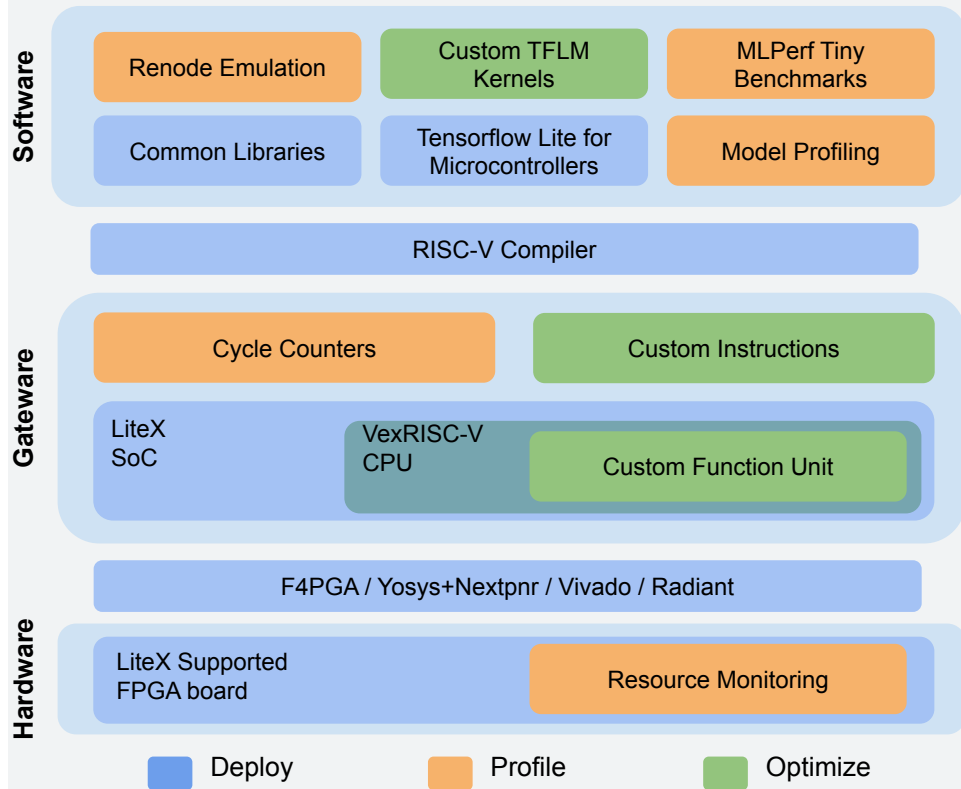 Software
Renode Emulation
Custom TFLM
Kernels
MLPerf Tiny
Benchmarks
Common Libraries
Tensorflow Lite for
Microcontrollers
Model Profiling
RISC-V Compiler
Gateware
Cycle Counters
Custom Instructions
LiteX
SoC
VexRISC-V
CPU
Custom Function Unit
F4PGA / Yosys+Nextpnr / Vivado / Radiant
Hardware
LiteX Supported
FPGA board
Resource Monitoring
Deploy
Profile
Optimize